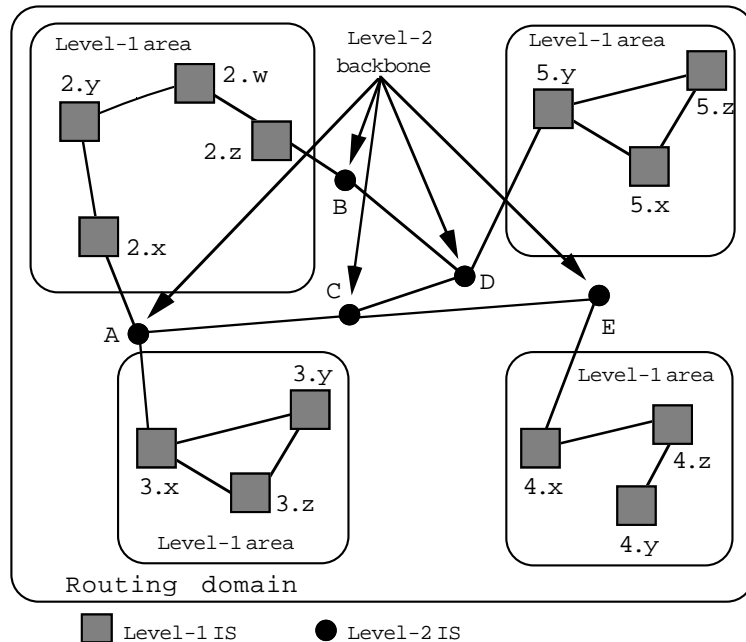 Level-1 area
Level-2
backbone
Level-1 area
2.y
2.w
5.y
5.z
2.z
5.x
B
2.x
C
D
A
E
3.y
Level-1 area
3.x
3.z
4.x
4.z
Level-1 area
4.y
Routing domain
Level-1 IS
Level-2 IS